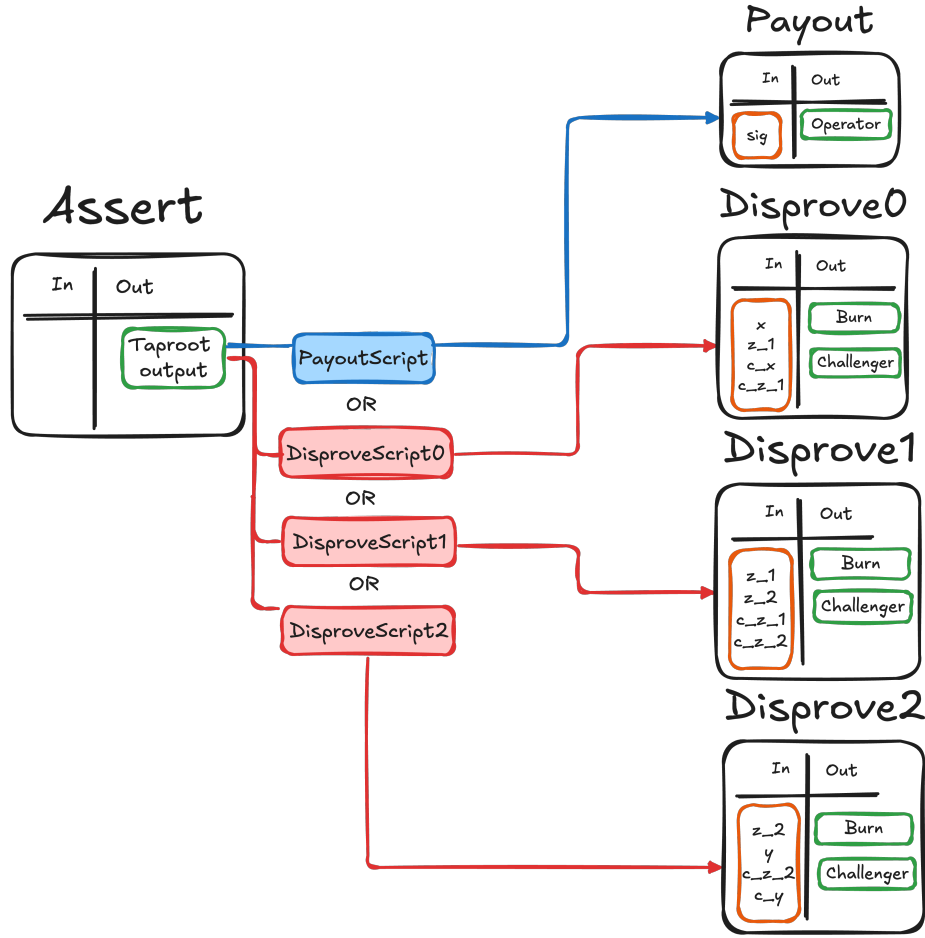 Assert
In
Out
Taproot
output
PayoutScript
OR
DisproveScript0
OR
DisproveScript1
OR
DisproveScript2
Payout
In
Out
sig
Operator
Disprove0
In
Out
x
z_1
c_x
c_z_1
Burn
Challenger
Disprove1
In
Out
z_1
z_2
c_z_1
c_z_2
Burn
Challenger
Disprove2
In
Out
z_2
y
c_z_2
c_y
Burn
Challenger